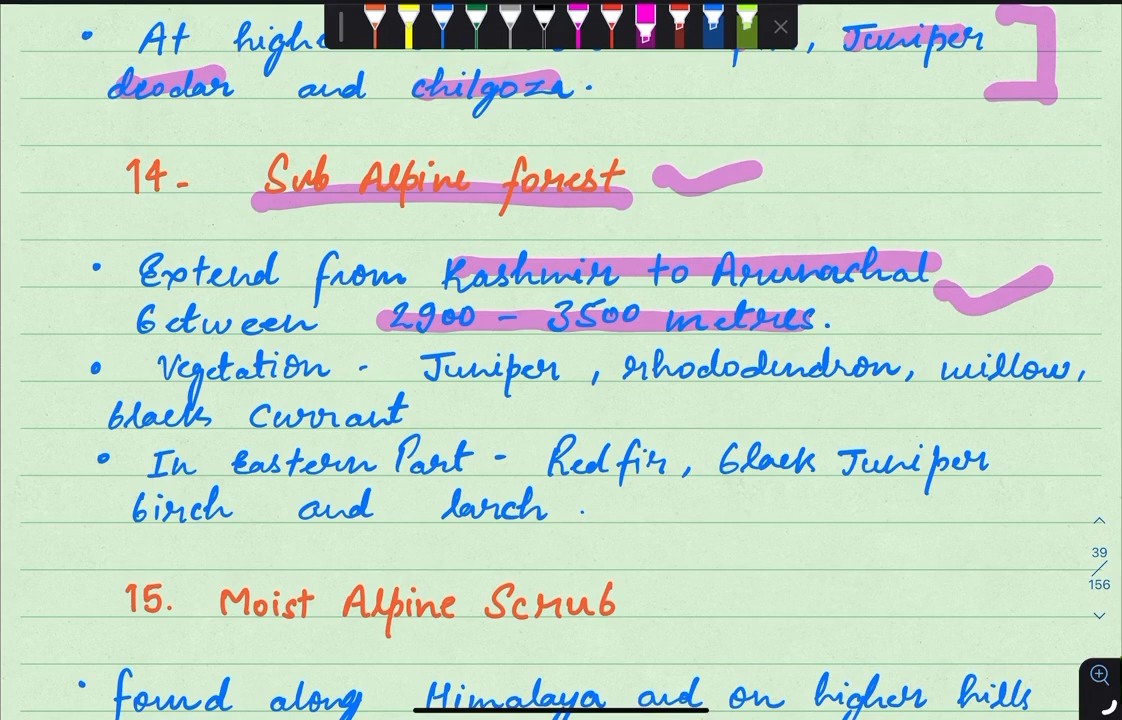 • At highe , Juniper
deodar and chilgoza.
14- Sub Alpine forest
• Extend from Kashmir to Arunachal
between 2900 - 3500 metres.
• Vegetation - Juniper, rhododendron, willow,
black currant
• In Eastern Part - Red fir, black Juniper
birch and larch.
15. Moist Alpine Scrub
• found along Himalaya and on higher hills
39
156